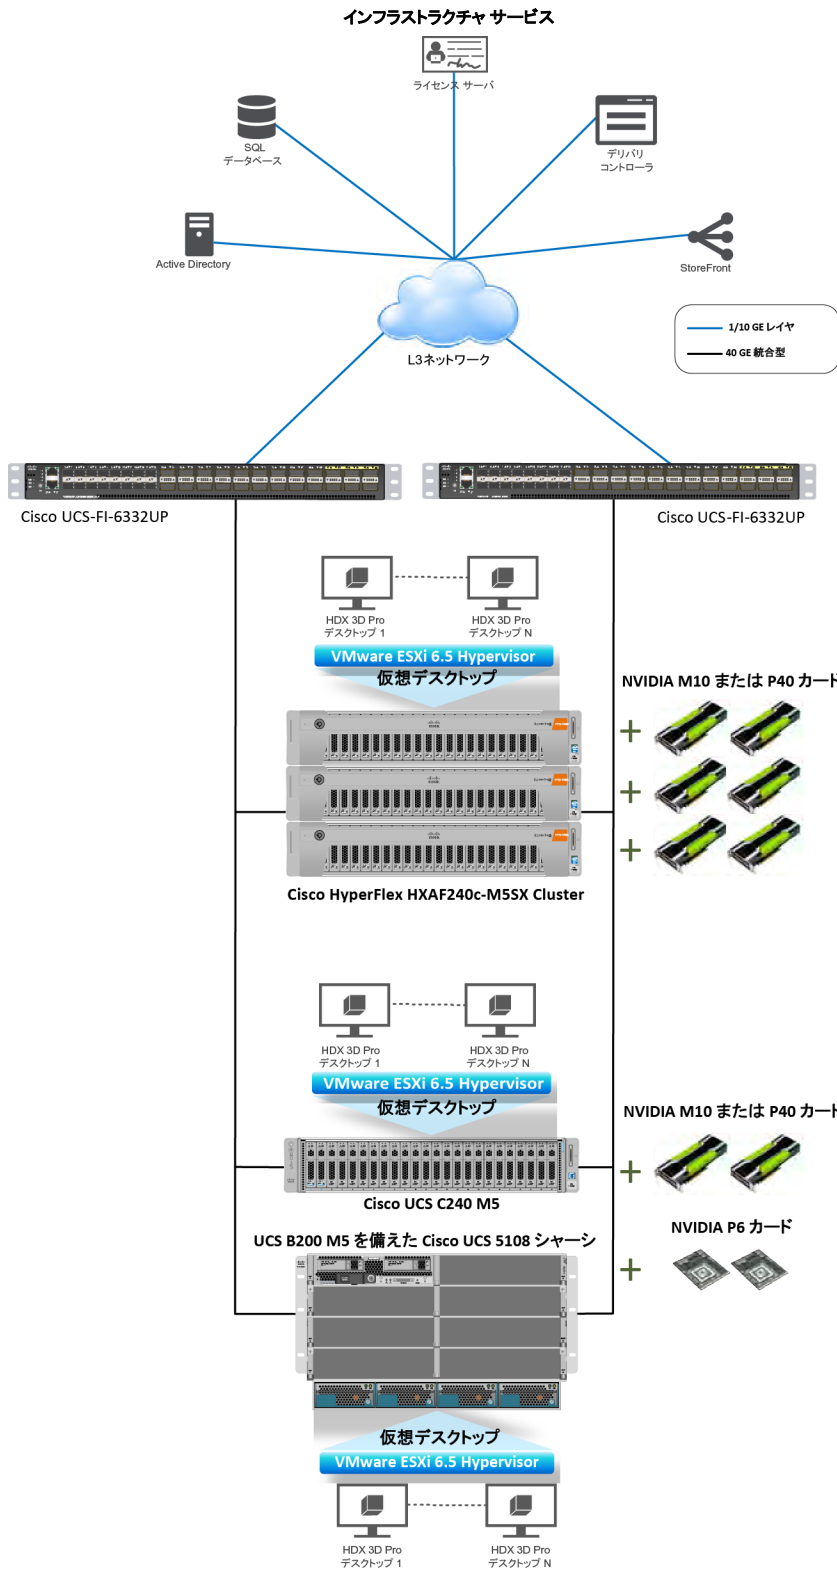 インフラストラクチャ サービス
ライセンス サーバ
SQL
データベース
デリバリ
コントローラ
Active Directory
StoreFront
L3ネットワーク
1/10 GE レイヤ
40 GE 統合型
Cisco UCS-FI-6332UP
Cisco UCS-FI-6332UP
HDX 3D Pro
デスクトップ 1
HDX 3D Pro
デスクトップ N
VMware ESXi 6.5 Hypervisor
仮想デスクトップ
NVIDIA M10 または P40 カード
Cisco HyperFlex HXAF240c-M5SX Cluster
HDX 3D Pro
デスクトップ 1
HDX 3D Pro
デスクトップ N
VMware ESXi 6.5 Hypervisor
仮想デスクトップ
NVIDIA M10 または P40 カード
Cisco UCS C240 M5
NVIDIA P6 カード
UCS B200 M5 を備えた Cisco UCS 5108 シャーシ
仮想デスクトップ
VMware ESXi 6.5 Hypervisor
HDX 3D Pro
デスクトップ 1
HDX 3D Pro
デスクトップ N